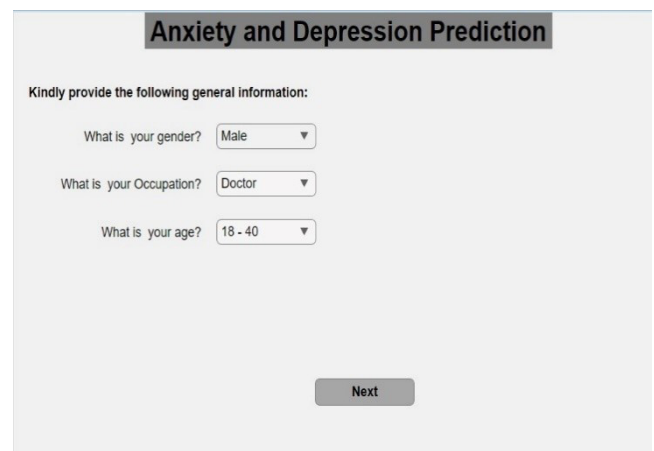 Anxiety and Depression Prediction
Kindly provide the following general information:
What is your gender? Male
What is your Occupation? Doctor
What is your age? 18 - 40
Next